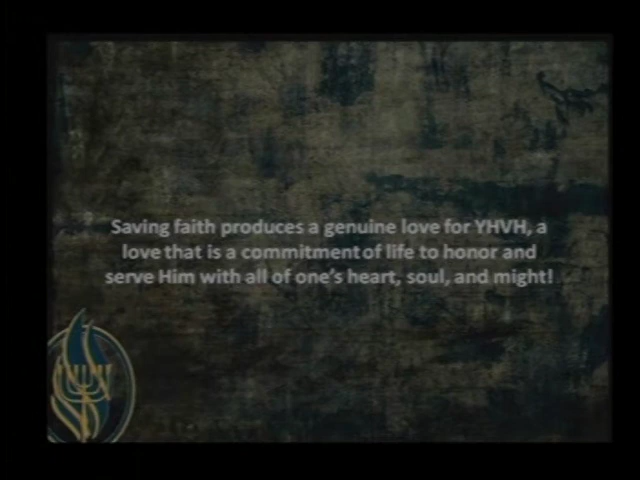 Saving faith produces a genuine love for YHVH, a
love that is a commitment of life to honor and
serve Him with all of one's heart, soul, and might!